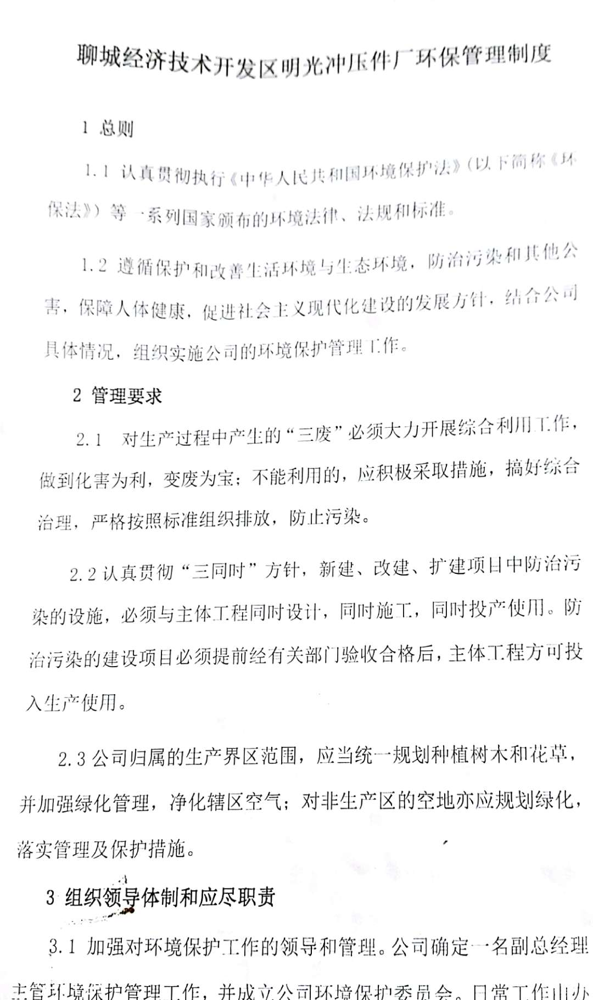 聊城经济技术开发区明光冲压件厂环保管理制度
1 总则
1.1 认真贯彻执行《中华人民共和国环境保护法》（以下简称《环
保法》）等一系列国家颁布的环境法律、法规和标准。
1.2 遵循保护和改善生活环境与生态环境，防治污染和其他公
害，保障人体健康，促进社会主义现代化建设的发展方针，结合公司
具体情况，组织实施公司的环境保护管理工作。
2 管理要求
2.1 对生产过程中产生的“三废”必须大力开展综合利用工作，
做到化害为利，变废为宝；不能利用的，应积极采取措施，搞好综合
治理，严格按照标准组织排放，防止污染。
2.2 认真贯彻“三同时”方针，新建、改建、扩建项目中防治污
染的设施，必须与主体工程同时设计，同时施工，同时投产使用。防
治污染的建设项目必须提前经有关部门验收合格后，主体工程方可投
入生产使用。
2.3 公司归属的生产界区范围，应当统一规划种植树木和花草，
并加强绿化管理，净化辖区空气；对非生产区的空地亦应规划绿化，
落实管理及保护措施。
3 组织领导体制和应尽职责
3.1 加强对环境保护工作的领导和管理。公司确定一名副总经理
主管环境保护管理工作，并成立公司环境保护委员会。日常工作由办